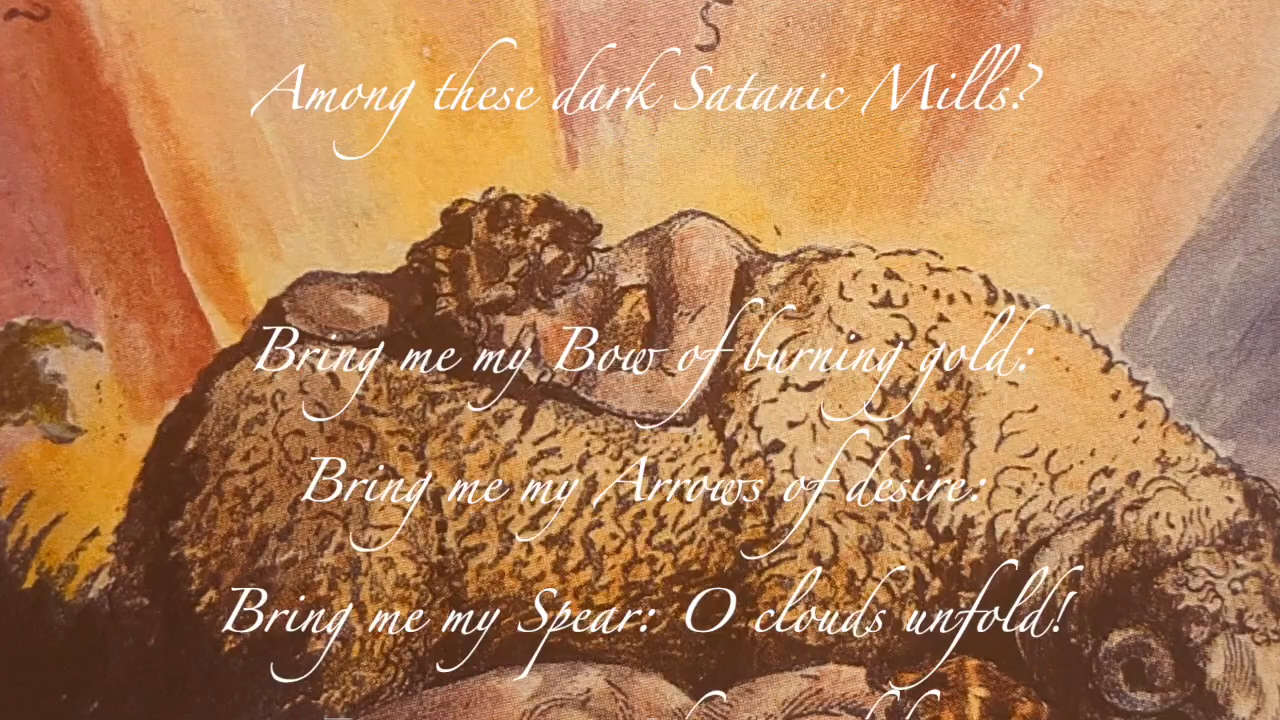 Among these dark Satanic Mills?
Bring me my Bow of burning gold:
Bring me my Arrows of desire:
Bring me my Spear: O clouds unfold!